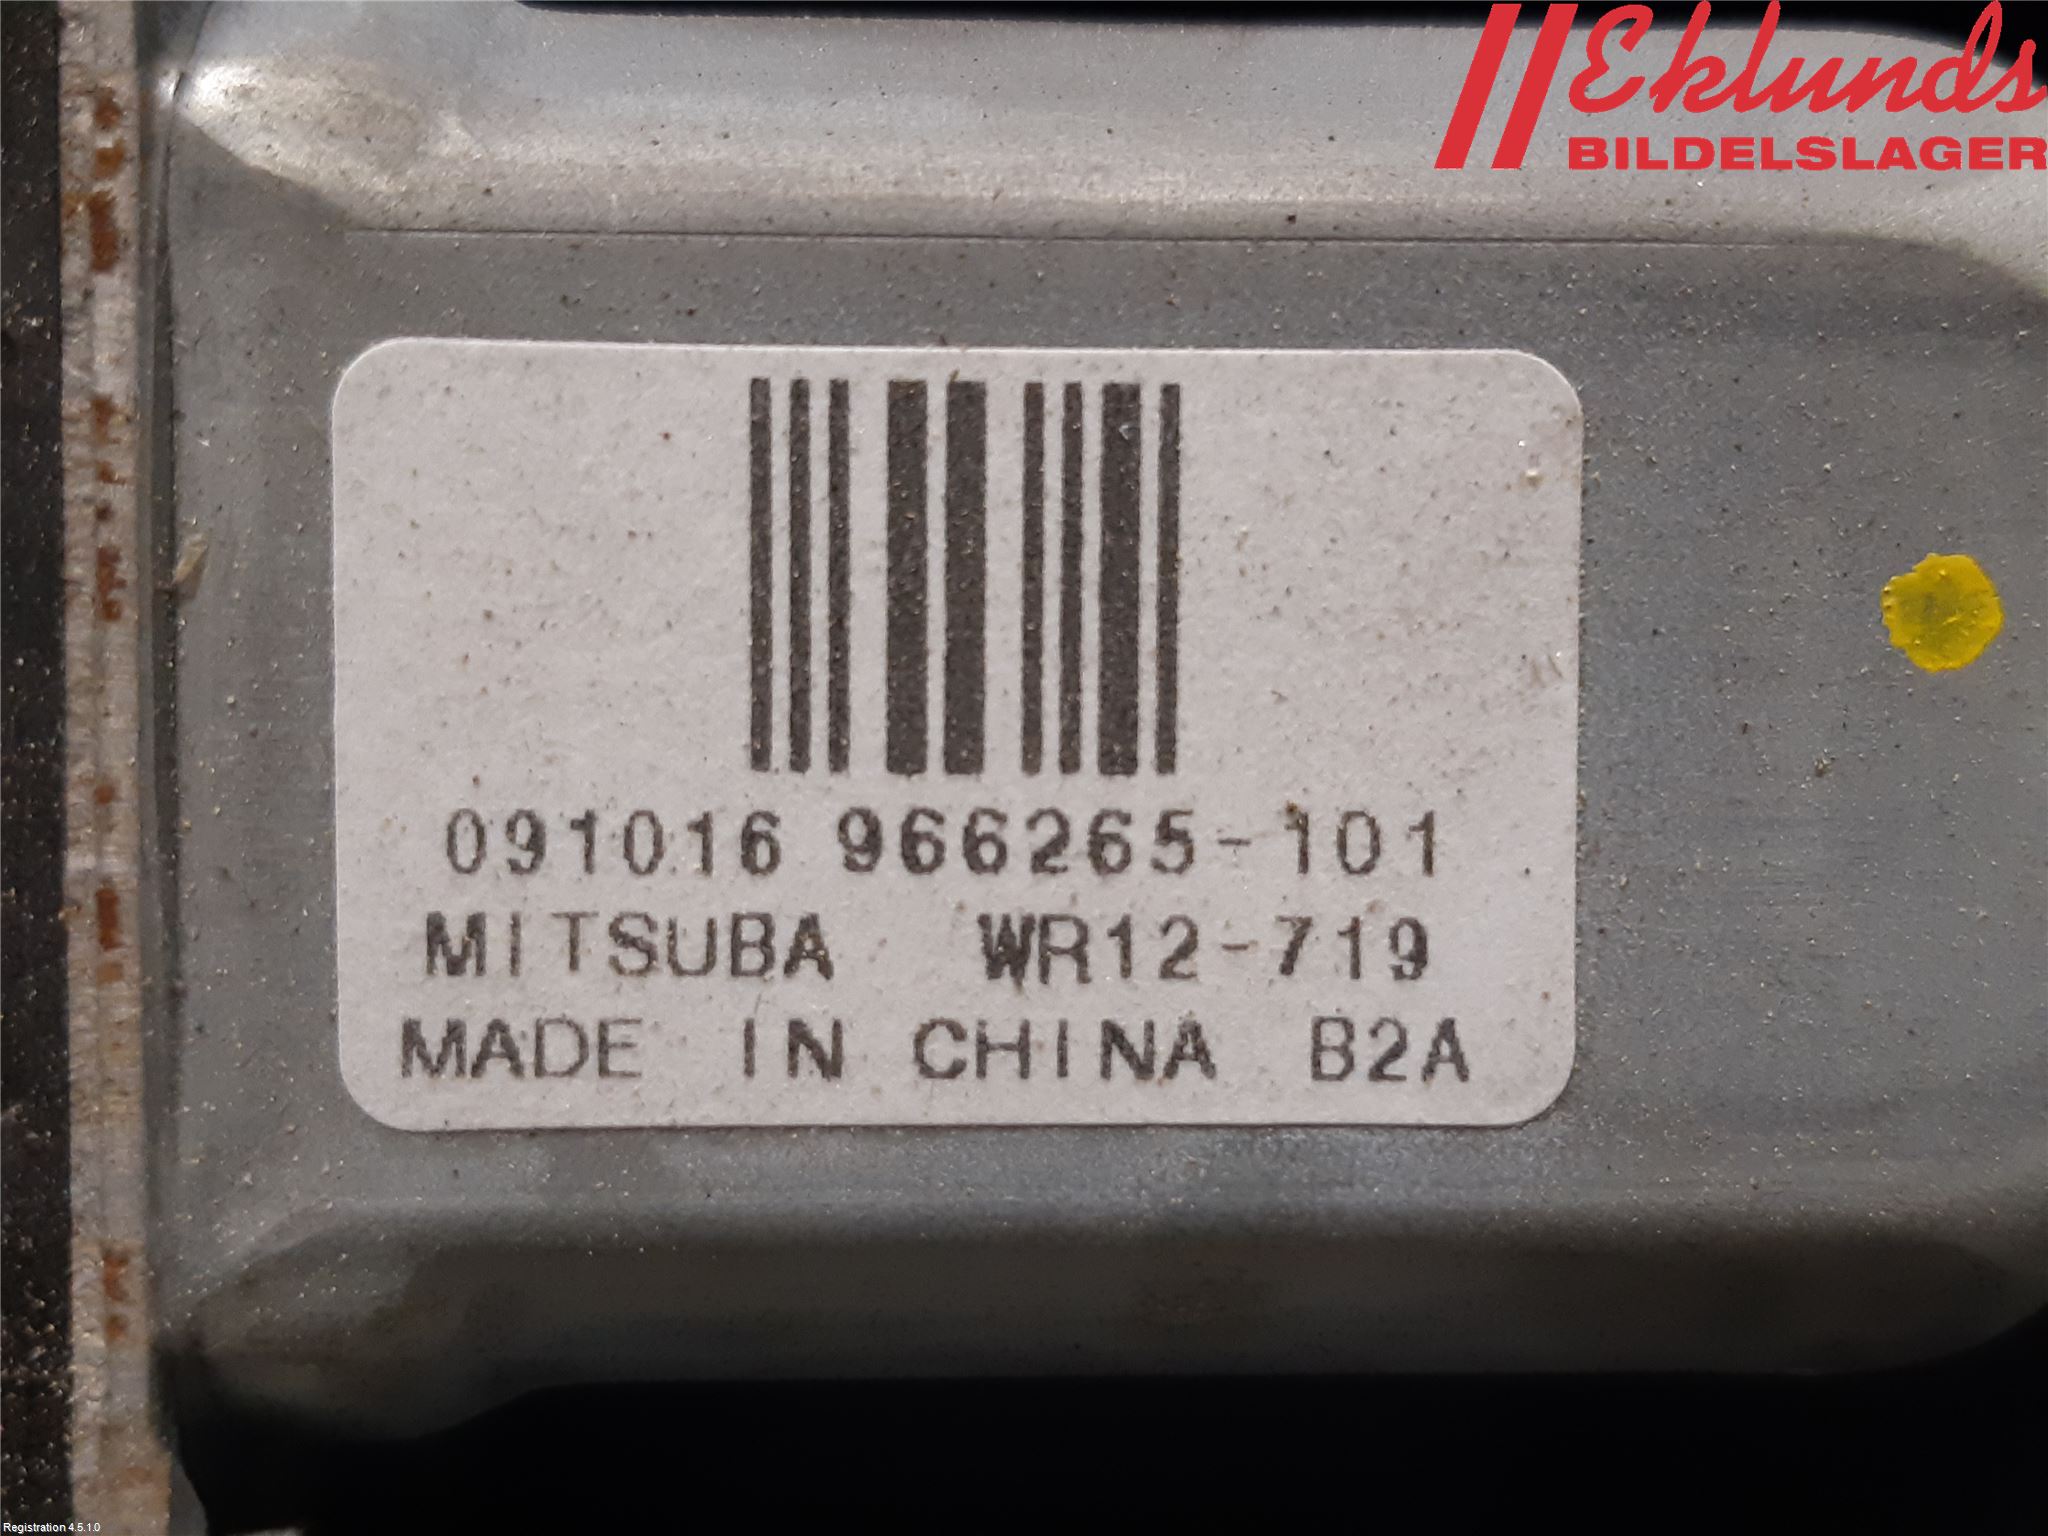 Eklunds
BILDELSLAGER
091016 966265-101
MITSUBA WR12-719
MADE IN CHINA B2A
Registration 4.5.1.0